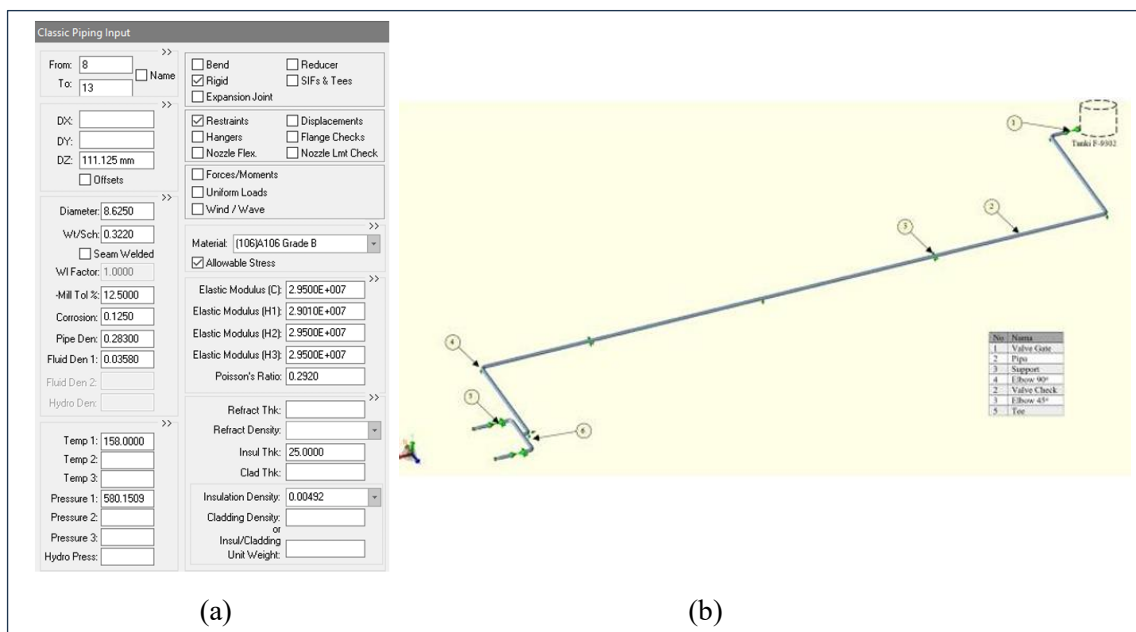 Classic Piping Input
>>
From: 8
To: 13
Name
>>
DX:
DY:
DZ: 111.125 mm
Offsets
>>
Diameter: 8.6250
Wt/Sch: 0.3220
Seam Welded
Wl Factor: 1.0000
-Mill Tol %: 12.5000
Corrosion: 0.1250
Pipe Den: 0.28300
Fluid Den 1: 0.03580
Fluid Den 2:
Hydro Den:
>>
Temp 1: 158.0000
Temp 2:
Temp 3:
Pressure 1: 580.1509
Pressure 2:
Pressure 3:
Hydro Press:
>>
Bend Reducer
Rigid SIFs & Tees
Expansion Joint
Restraints Displacements
Hangers Flange Checks
Nozzle Flex. Nozzle Lmt Check
Forces/Moments
Uniform Loads
Wind / Wave
>>
Material: (106)A106 Grade B
Allowable Stress
>>
Elastic Modulus (C): 2.9500E+007
Elastic Modulus (H1): 2.9010E+007
Elastic Modulus (H2): 2.9500E+007
Elastic Modulus (H3): 2.9500E+007
Poisson's Ratio: 0.2920
>>
Refract Thk:
Refract Density:
Insul Thk: 25.0000
Clad Thk:
Insulation Density: 0.00492
Cladding Density:
or
Insul/Cladding
Unit Weight:
1
Tanki F-9302
2
3
4
6
No Nama
1 Valve Gate
2 Pipa
3 Support
4 Elbow 90°
2 Valve Check
3 Elbow 45°
5 Tee
(a)
(b)